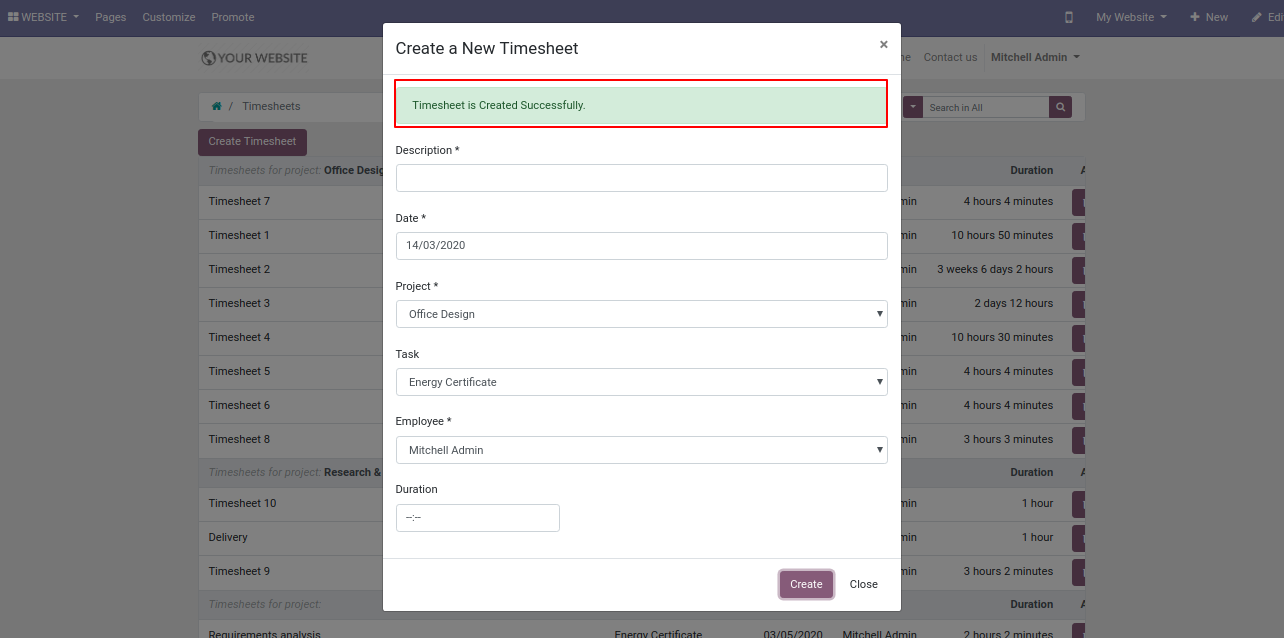 WEBSITE Pages Customize Promote My Website New Edi
YOUR WEBSITE Contact us Mitchell Admin
/ Timesheets Search in All
Create Timesheet
Create a New Timesheet ×
Timesheet is Created Successfully.
Description *
Date *
14/03/2020
Project *
Office Design
Task
Energy Certificate
Employee *
Mitchell Admin
Duration
--:--
Create Close
Timesheets for project: Office Desig Duration A
Timesheet 7 min 4 hours 4 minutes
Timesheet 1 min 10 hours 50 minutes
Timesheet 2 min 3 weeks 6 days 2 hours
Timesheet 3 min 2 days 12 hours
Timesheet 4 min 10 hours 30 minutes
Timesheet 5 min 4 hours 4 minutes
Timesheet 6 min 4 hours 4 minutes
Timesheet 8 min 3 hours 3 minutes
Timesheets for project: Research & Duration A
Timesheet 10 min 1 hour
Delivery min 1 hour
Timesheet 9 min 3 hours 2 minutes
Timesheets for project: Duration A
Requirements analysis Energy Certificate 03/05/2020 Mitchell Admin 2 hours 2 minutes